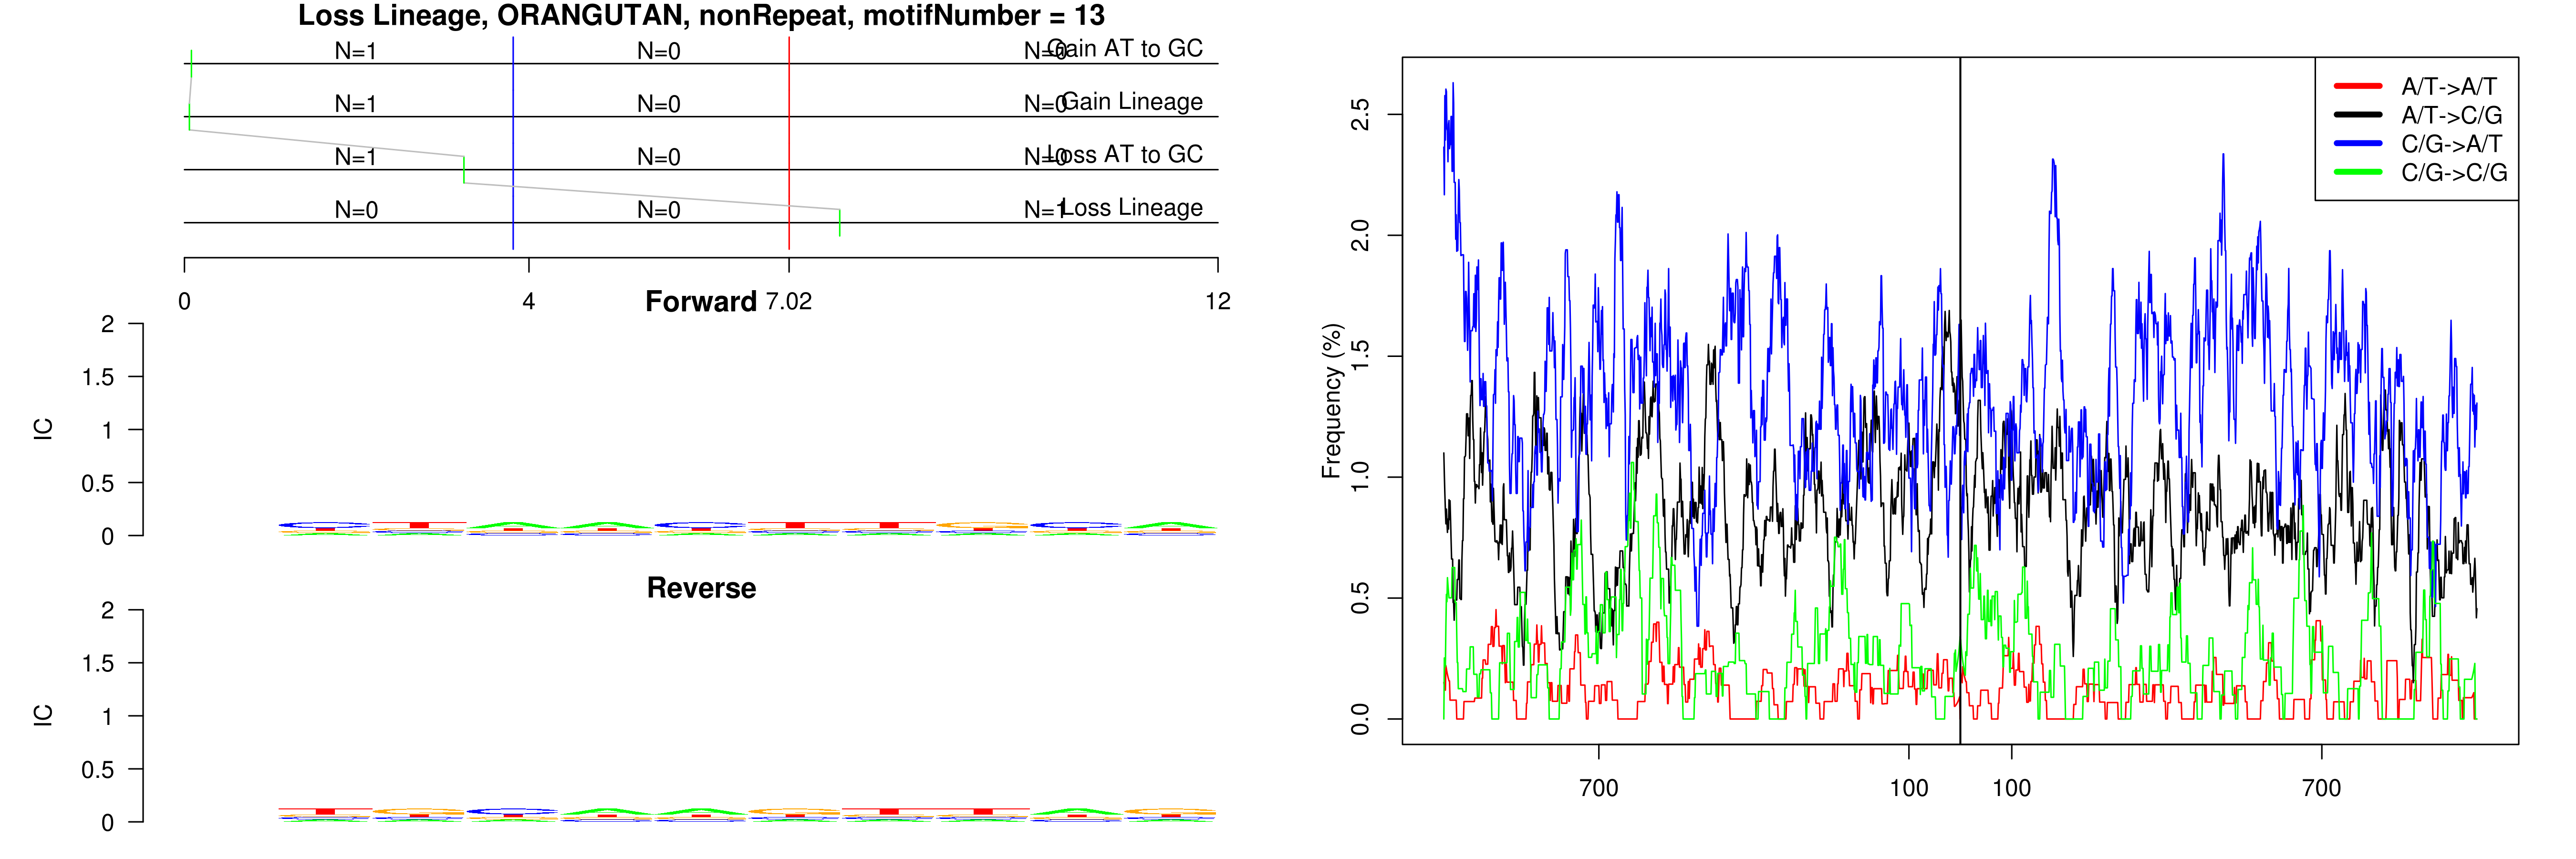 Loss Lineage, ORANGUTAN, nonRepeat, motifNumber = 13
N=1 N=0 N=0 Gain AT to GC
N=1 N=0 N=0 Gain Lineage
N=1 N=0 N=0 Loss AT to GC
N=0 N=0 N=1 Loss Lineage
0 4 7.02 12
Forward
2
1.5
1
0.5
0
IC
C T A A C T T G C A
Reverse
2
1.5
1
0.5
0
IC
T G C A A G T T A G
Frequency (%)
2.5
2.0
1.5
1.0
0.5
0.0
700 100 100 700
A/T->A/T
A/T->C/G
C/G->A/T
C/G->C/G